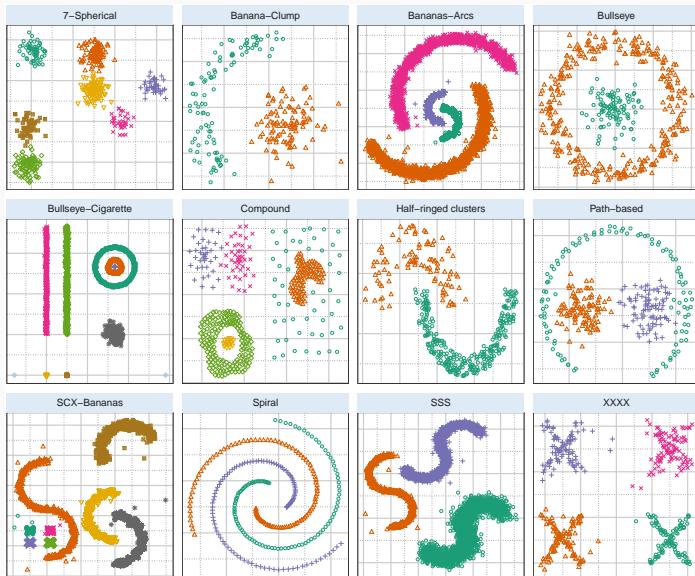 7−Spherical
Banana−Clump
Bananas−Arcs
Bullseye
Bullseye−Cigarette
Compound
Half−ringed clusters
Path−based
SCX−Bananas
Spiral
SSS
XXXX